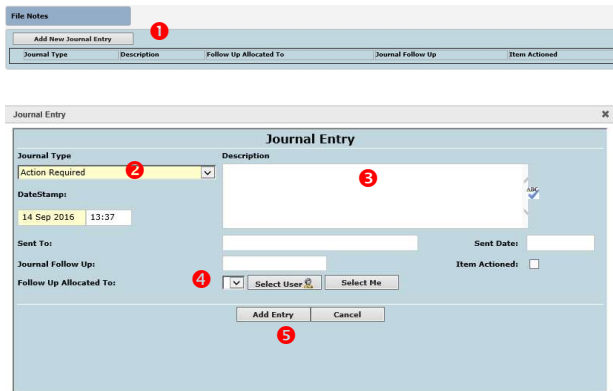 File Notes
Add New Journal Entry 1
Journal Type Description Follow Up Allocated To Journal Follow Up Item Actioned
Journal Entry
Journal Entry
Journal Type Description
Action Required 2 3
ABC
DateStamp:
14 Sep 2016 13:37
Sent To: Sent Date:
Journal Follow Up: Item Actioned:
Follow Up Allocated To: 4 Select User Select Me
Add Entry Cancel
5